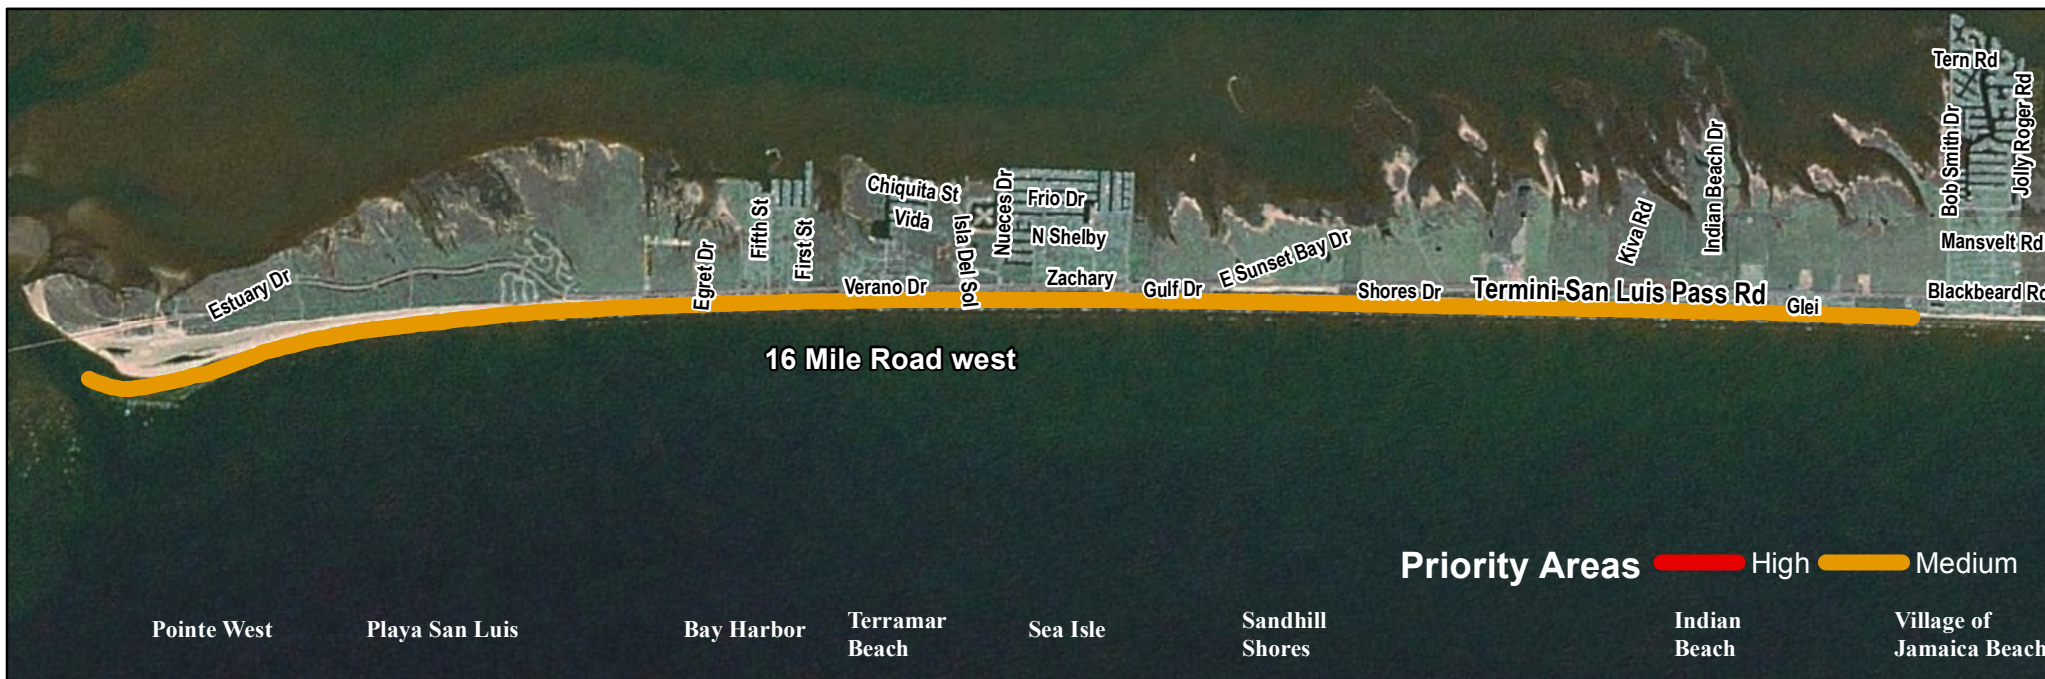 Tern Rd
Bob Smith Dr
Jolly Roger Rd
Indian Beach Dr
Chiquita St
Nueces Dr
Frio Dr
Fifth St
First St
Vida
Isla Del Sol
N Shelby
Kiva Rd
Mansvelt Rd
Egret Dr
E Sunset Bay Dr
Estuary Dr
Verano Dr
Zachary
Gulf Dr
Shores Dr
Termini-San Luis Pass Rd
Glei
Blackbeard Rd
16 Mile Road west
Priority Areas High Medium
Pointe West
Playa San Luis
Bay Harbor
Terramar
Beach
Sea Isle
Sandhill
Shores
Indian
Beach
Village of
Jamaica Beach